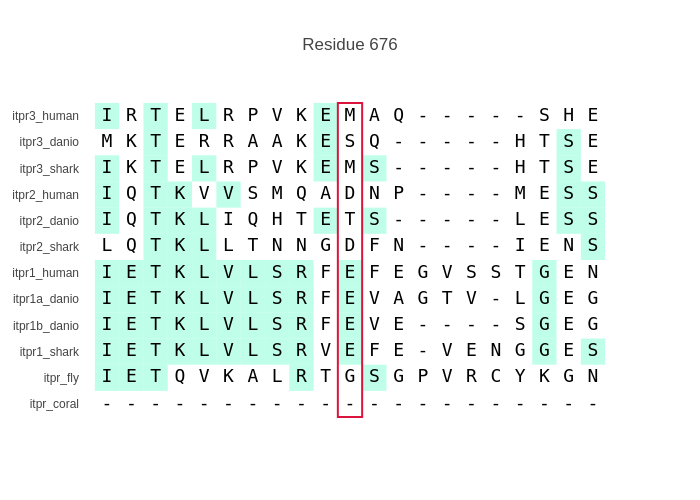 Residue 676
itpr3_human I R T E L R P V K E M A Q - - - - - S H E
itpr3_danio M K T E R R A A K E S Q - - - - - H T S E
itpr3_shark I K T E L R P V K E M S - - - - - H T S E
itpr2_human I Q T K V V S M Q A D N P - - - - M E S S
itpr2_danio I Q T K L I Q H T E T S - - - - - L E S S
itpr2_shark L Q T K L L T N N G D F N - - - - I E N S
itpr1_human I E T K L V L S R F E F E G V S S T G E N
itpr1a_danio I E T K L V L S R F E V A G T V - L G E G
itpr1b_danio I E T K L V L S R F E V E - - - - S G E G
itpr1_shark I E T K L V L S R V E F E - V E N G G E S
itpr_fly I E T Q V K A L R T G S G P V R C Y K G N
itpr_coral - - - - - - - - - - - - - - - - - - - - -